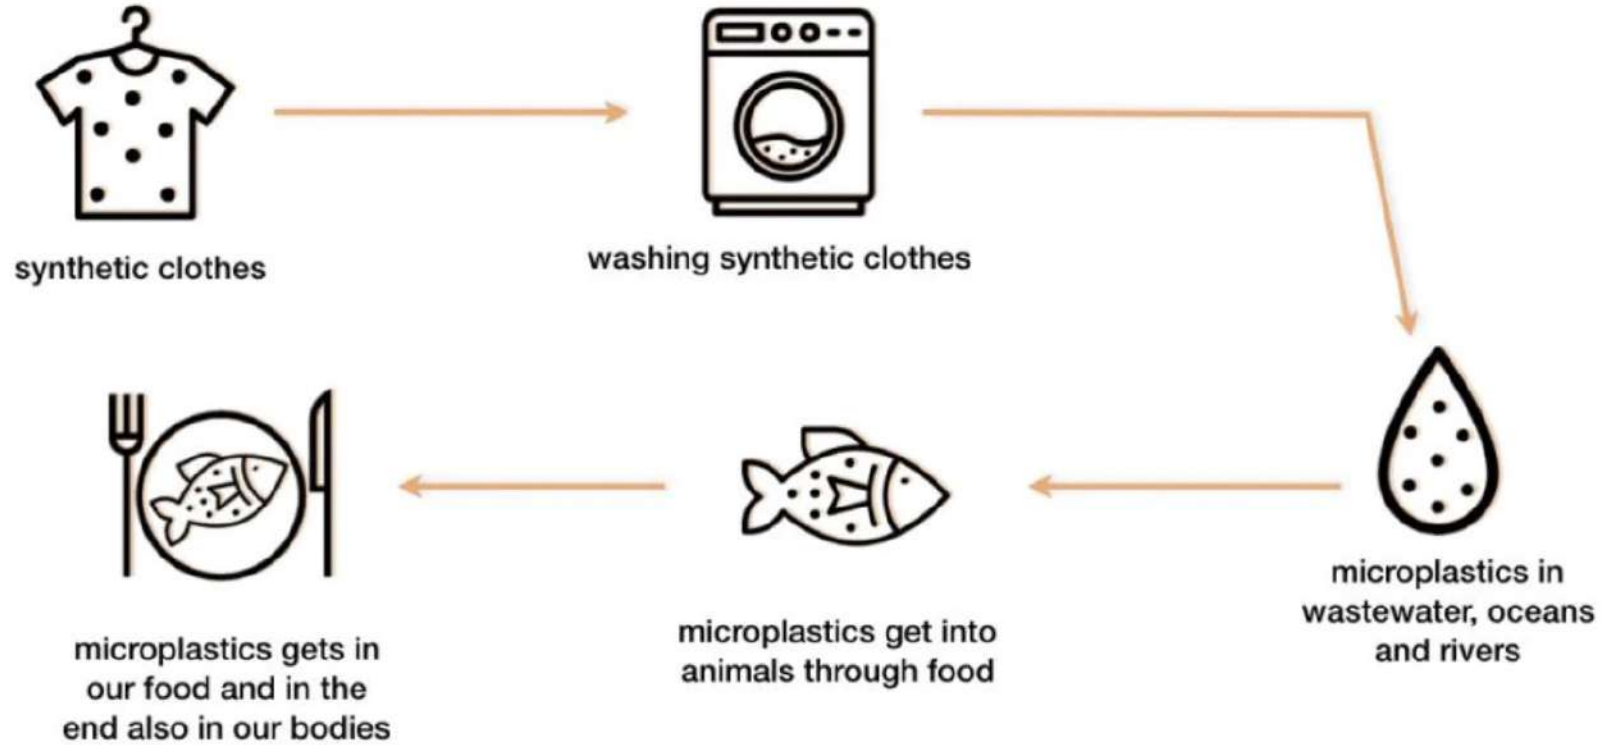 synthetic clothes
washing synthetic clothes
microplastics in
wastewater, oceans
and rivers
microplastics get into
animals through food
microplastics gets in
our food and in the
end also in our bodies